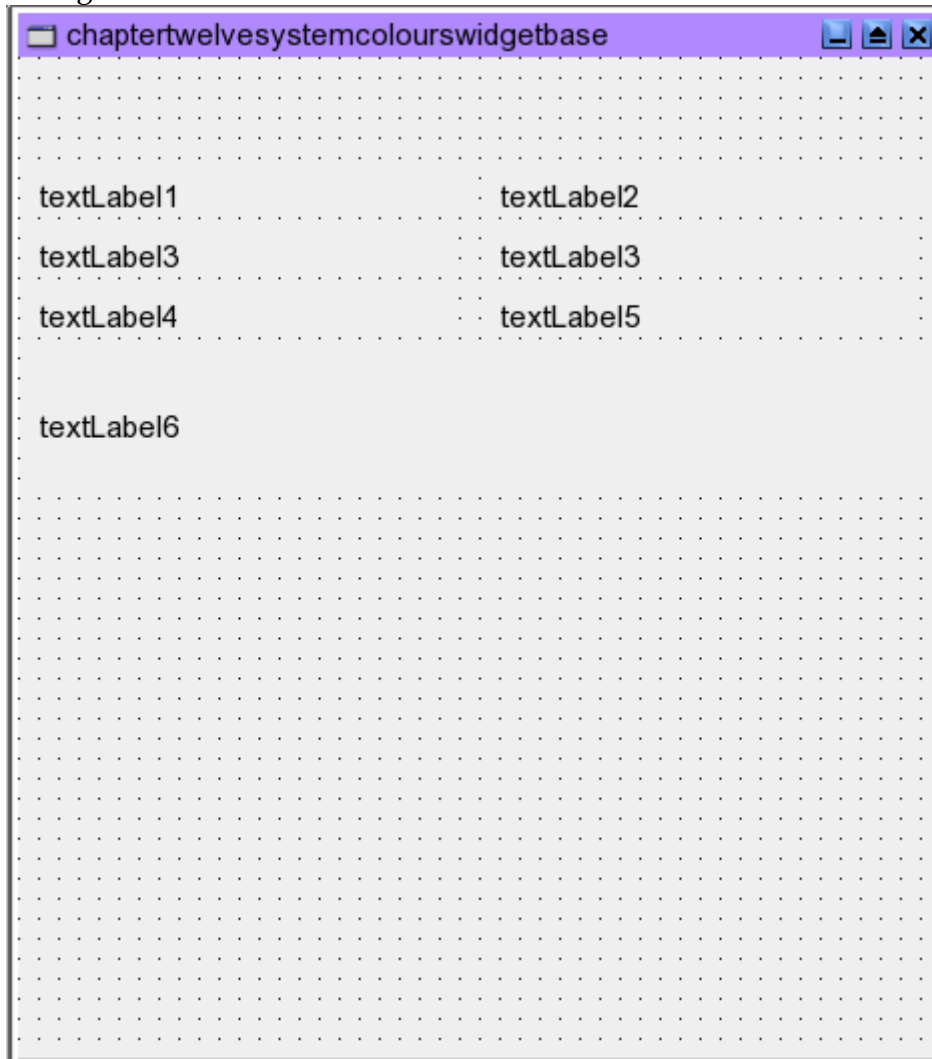 chaptertwelvesystemcolourswidgetbase
textLabel1 textLabel2
textLabel3 textLabel3
textLabel4 textLabel5
textLabel6